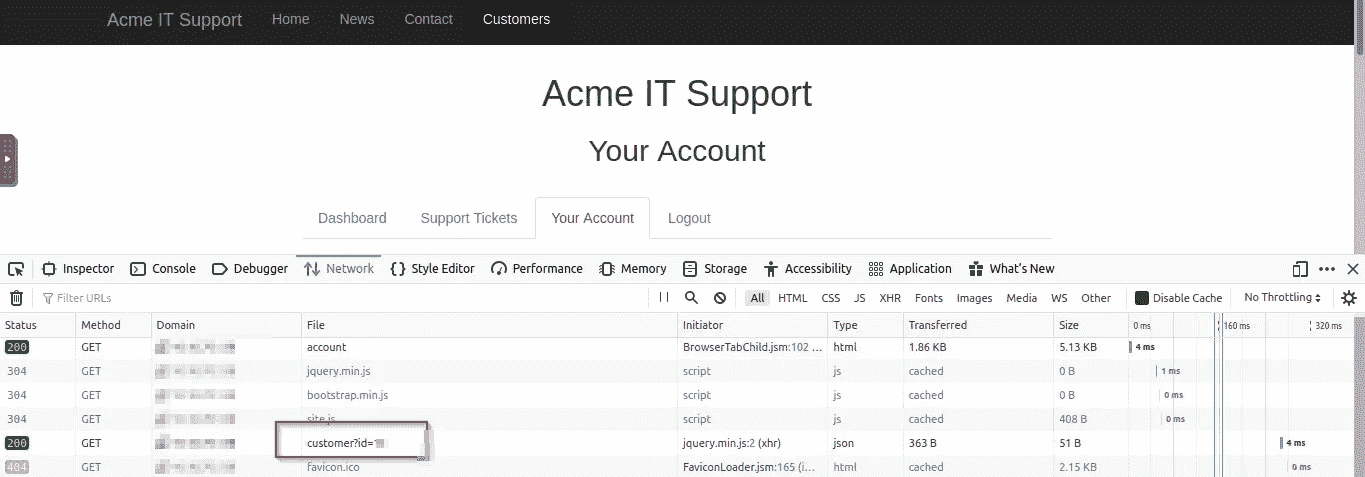 Acme IT Support Home News Contact Customers
Acme IT Support
Your Account
Dashboard Support Tickets Your Account Logout
Inspector Console Debugger Network Style Editor Performance Memory Storage Accessibility Application What's New
Filter URLs All HTML CSS JS XHR Fonts Images Media WS Other Disable Cache No Throttling
Status Method Domain File Initiator Type Transferred Size 0 ms 160 ms 320 ms
200 GET account BrowserTabChild.jsm:102 ... html 1.86 KB 5.13 KB 4 ms
304 GET jquery.min.js script js cached 0 B 1 ms
304 GET bootstrap.min.js script js cached 0 B 0 ms
304 GET site.js script js cached 408 B 0 ms
200 GET customer?id= jquery.min.js:2 (xhr) json 363 B 51 B 4 ms
404 GET favicon.ico FaviconLoader.jsm:165 (i... html cached 2.15 KB 0 ms